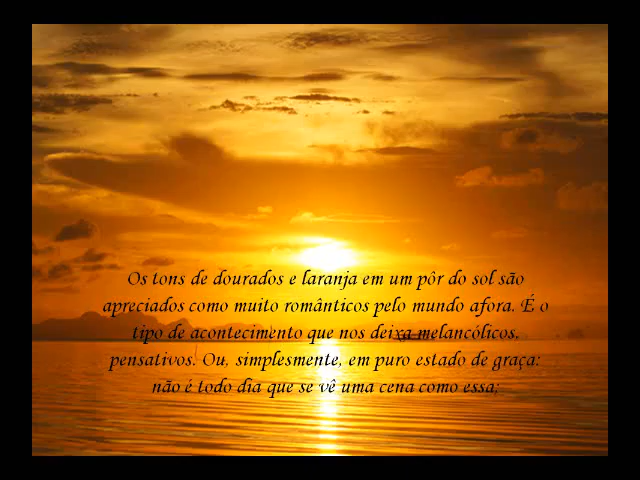 Os tons de dourados e laranja em um pôr do sol são
apreciados como muito românticos pelo mundo afora. É o
tipo de acontecimento que nos deixa melancólicos,
pensativos. Ou, simplesmente, em puro estado de graça:
não é todo dia que se vê uma cena como essa;